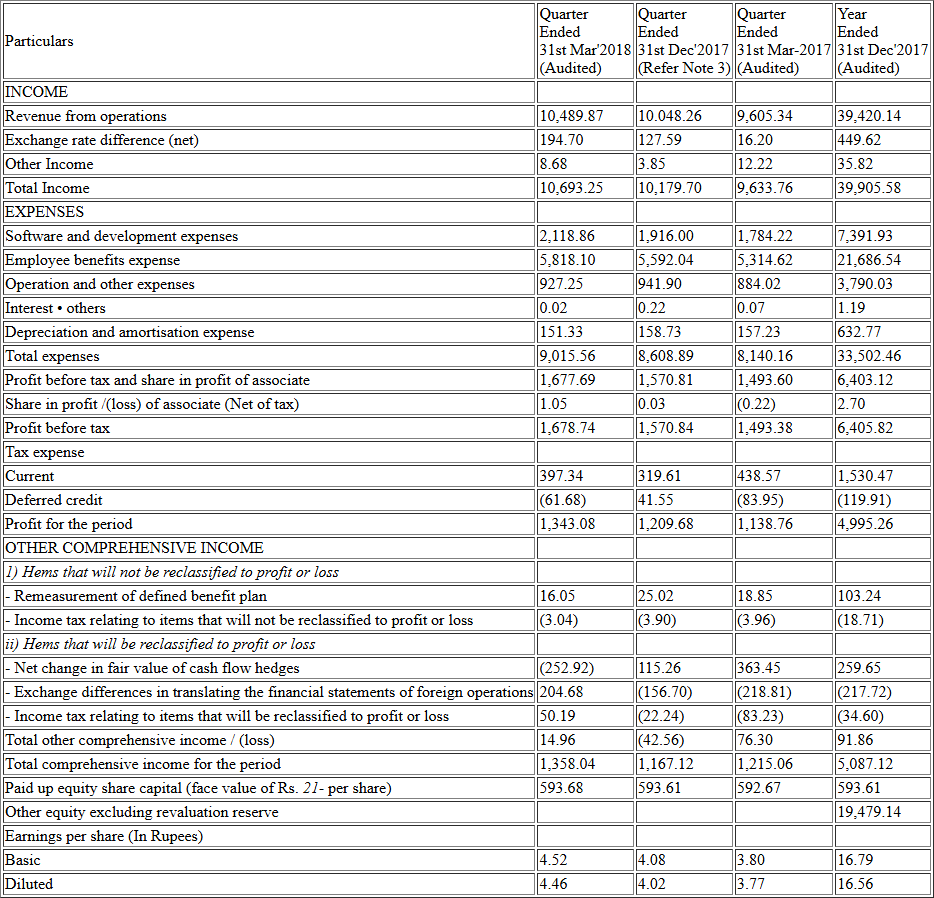 Particulars
Quarter
Ended
31st Mar'2018
(Audited)
Quarter
Ended
31st Dec'2017
(Refer Note 3)
Quarter
Ended
31st Mar-2017
(Audited)
Year
Ended
31st Dec'2017
(Audited)
INCOME
Revenue from operations 10,489.87 10.048.26 9,605.34 39,420.14
Exchange rate difference (net) 194.70 127.59 16.20 449.62
Other Income 8.68 3.85 12.22 35.82
Total Income 10,693.25 10,179.70 9,633.76 39,905.58
EXPENSES
Software and development expenses 2,118.86 1,916.00 1,784.22 7,391.93
Employee benefits expense 5,818.10 5,592.04 5,314.62 21,686.54
Operation and other expenses 927.25 941.90 884.02 3,790.03
Interest • others 0.02 0.22 0.07 1.19
Depreciation and amortisation expense 151.33 158.73 157.23 632.77
Total expenses 9,015.56 8,608.89 8,140.16 33,502.46
Profit before tax and share in profit of associate 1,677.69 1,570.81 1,493.60 6,403.12
Share in profit /(loss) of associate (Net of tax) 1.05 0.03 (0.22) 2.70
Profit before tax 1,678.74 1,570.84 1,493.38 6,405.82
Tax expense
Current 397.34 319.61 438.57 1,530.47
Deferred credit (61.68) 41.55 (83.95) (119.91)
Profit for the period 1,343.08 1,209.68 1,138.76 4,995.26
OTHER COMPREHENSIVE INCOME
1) Hems that will not be reclassified to profit or loss
- Remeasurement of defined benefit plan 16.05 25.02 18.85 103.24
- Income tax relating to items that will not be reclassified to profit or loss (3.04) (3.90) (3.96) (18.71)
ii) Hems that will be reclassified to profit or loss
- Net change in fair value of cash flow hedges (252.92) 115.26 363.45 259.65
- Exchange differences in translating the financial statements of foreign operations 204.68 (156.70) (218.81) (217.72)
- Income tax relating to items that will be reclassified to profit or loss 50.19 (22.24) (83.23) (34.60)
Total other comprehensive income / (loss) 14.96 (42.56) 76.30 91.86
Total comprehensive income for the period 1,358.04 1,167.12 1,215.06 5,087.12
Paid up equity share capital (face value of Rs. 21- per share) 593.68 593.61 592.67 593.61
Other equity excluding revaluation reserve 19,479.14
Earnings per share (In Rupees)
Basic 4.52 4.08 3.80 16.79
Diluted 4.46 4.02 3.77 16.56